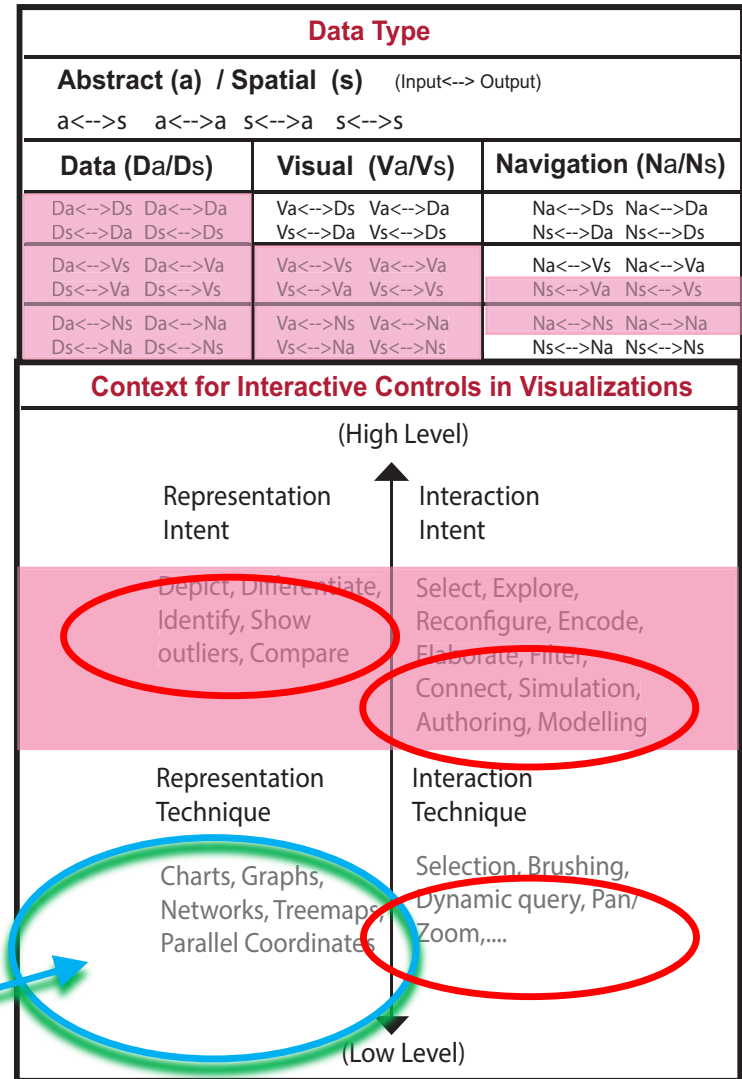 Data Type
Abstract (a) / Spatial (s) (Input<--> Output)
a<-->s a<-->a s<-->a s<-->s
Data (Da/Ds) Visual (Va/Vs) Navigation (Na/Ns)
Da<-->Ds Da<-->Da Va<-->Ds Va<-->Da Na<-->Ds Na<-->Da
Ds<-->Da Ds<-->Ds Vs<-->Da Vs<-->Ds Ns<-->Da Ns<-->Ds
Da<-->Vs Da<-->Va Va<-->Vs Va<-->Va Na<-->Vs Na<-->Va
Ds<-->Va Ds<-->Vs Vs<-->Va Vs<-->Vs Ns<-->Va Ns<-->Vs
Da<-->Ns Da<-->Na Va<-->Ns Va<-->Na Na<-->Ns Na<-->Na
Ds<-->Na Ds<-->Ns Vs<-->Na Vs<-->Ns Ns<-->Na Ns<-->Ns
Context for Interactive Controls in Visualizations
(High Level)
Representation
Intent
Depict, Differentiate,
Identify, Show
outliers, Compare
Interaction
Intent
Select, Explore,
Reconfigure, Encode,
Elaborate, Filter,
Connect, Simulation,
Authoring, Modelling
Representation
Technique
Charts, Graphs,
Networks, Treemaps,
Parallel Coordinates
Interaction
Technique
Selection, Brushing,
Dynamic query, Pan/
Zoom,....
(Low Level)